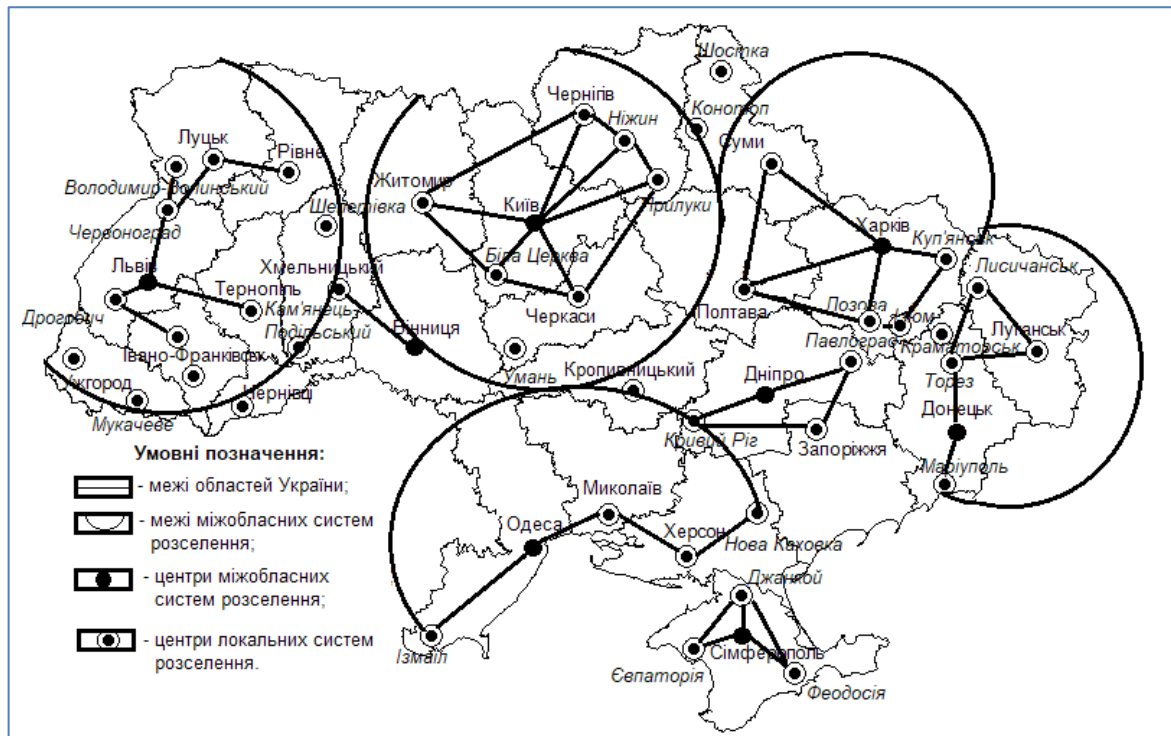 Шостка
Чернігів
Ніжин
Конотоп
Суми
Луцьк
Рівне
Володимир-Волинський
Житомир
Шепетівка
Київ
Прилуки
Харків
Куп'янськ
Червоноград
Біла Церква
Лисичанськ
Львів
Хмельницький
Тернопіль
Кам'янець
Подільський
Черкаси
Полтава
Лозова
Ізюм
Дрогович
Вінниця
Павлоград
Луганськ
Краматорськ
Івано-Франківськ
Умань
Кропивницький
Дніпро
Торез
Ужгород
Чернівці
Мукачеве
Кривий Ріг
Запоріжжя
Донецьк
Маріуполь
Умовні позначення:
- межі областей України;
- межі міжобласних систем
розселення;
- центри міжобласних
систем розселення;
- центри локальних систем
розселення.
Миколаїв
Одеса
Херсон
Нова Каховка
Джанкой
Ізмаїл
Сімферополь
Євпаторія
Феодосія